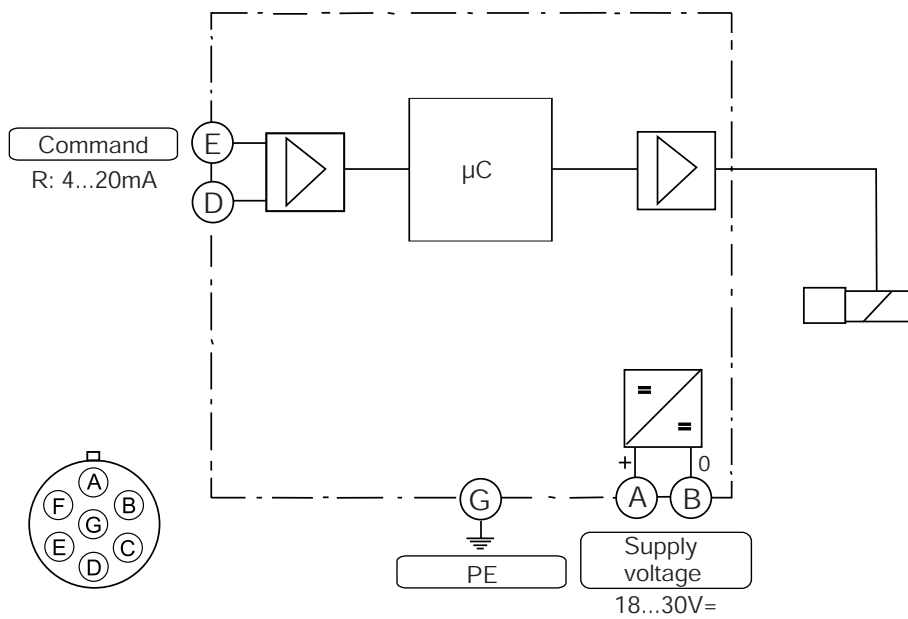 Command
R: 4...20mA
E
D
µC
+
0
G
A
B
PE
Supply
voltage
18...30V=
A
F
B
G
E
C
D